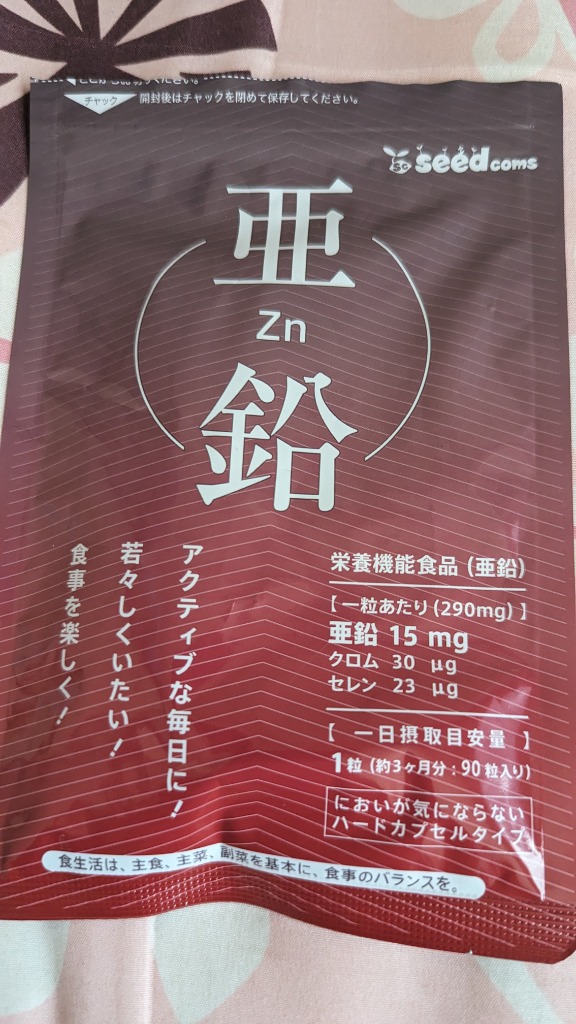 ください。
チャック 開封後はチャックを閉めて保存してください。
seedcoms
亜
Zn
鉛
アクティブな毎日に！
若々しくいたい！
食事を楽しく！
栄養機能食品 (亜鉛)
【一粒あたり(290mg)】
亜鉛 15 mg
クロム 30 μg
セレン 23 μg
【 一日摂取目安量 】
1粒 (約3ヶ月分:90粒入り)
においが気にならない
ハードカプセルタイプ
食生活は、主食、主菜、副菜を基本に、食事のバランスを。